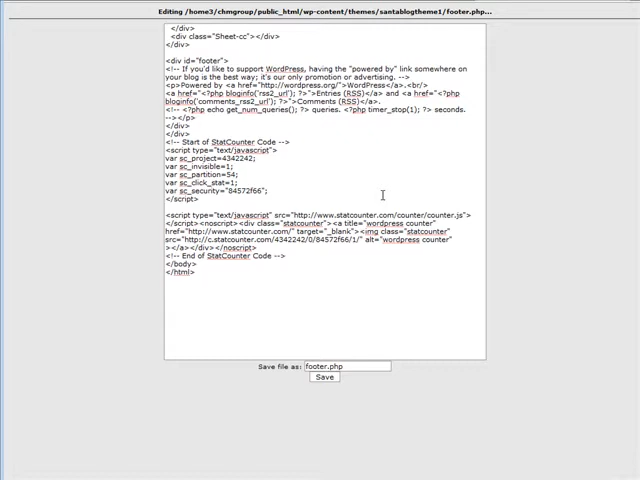 Editing /home3/chmgroup/public_html/wp-content/themes/santablogtheme1/footer.php...
</div>
<div class="Sheet-cc"></div>
</div>
<div id="footer">
<!-- If you'd like to support WordPress, having the "powered by" link somewhere on
your blog is the best way; it's our only promotion or advertising. -->
<p>Powered by <a href="http://wordpress.org/">WordPress</a>.<br/>
<a href="<?php bloginfo('rss2_url'); ?>">Entries (RSS)</a> and <a href="<?php
bloginfo('comments_rss2_url'); ?>">Comments (RSS)</a>.
<!-- <?php echo get_num_queries(); ?> queries. <?php timer_stop(1); ?> seconds.
--></p>
</div>
</div>
<!-- Start of StatCounter Code -->
<script type="text/javascript">
var sc_project=4342242;
var sc_invisible=1;
var sc_partition=54;
var sc_click_stat=1;
var sc_security="84572f66";
</script>
<script type="text/javascript" src="http://www.statcounter.com/counter/counter.js">
</script><noscript><div class="statcounter"><a title="wordpress counter"
href="http://www.statcounter.com/" target="_blank"><img class="statcounter"
src="http://c.statcounter.com/4342242/0/84572f66/1/" alt="wordpress counter"
></a></div></noscript>
<!-- End of StatCounter Code -->
</body>
</html>
Save file as: footer.php
Save